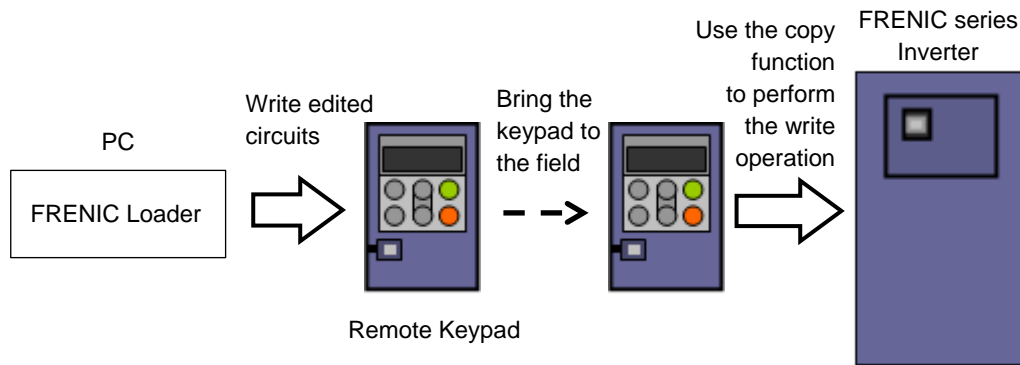 PC
FRENIC Loader
Write edited
circuits
Remote Keypad
Bring the
keypad to
the field
Use the copy
function
to perform
the write
operation
FRENIC series
Inverter